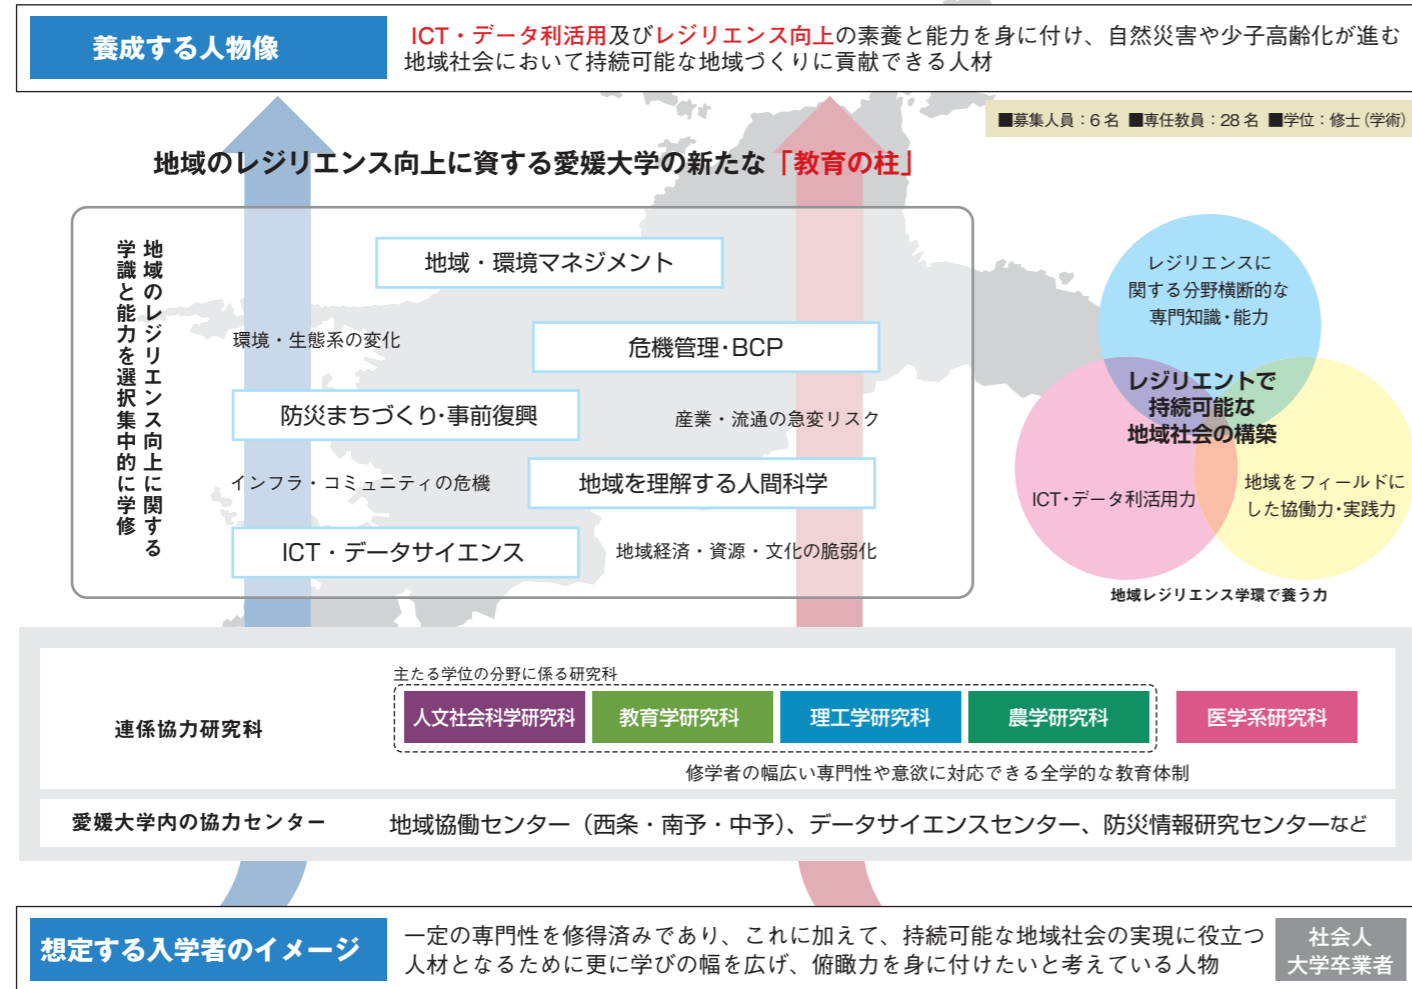 養成する人物像
ICT・データ利活用及びレジリエンス向上の素養と能力を身に付け、自然災害や少子高齢化が進む
地域社会において持続可能な地域づくりに貢献できる人材
■募集人員：6名 ■専任教員：28名 ■学位：修士(学術)
地域のレジリエンス向上に資する愛媛大学の新たな「教育の柱」
地域のレジリエンス向上に関する
学識と能力を選択集中的に学修
地域・環境マネジメント
環境・生態系の変化
危機管理・BCP
防災まちづくり・事前復興
産業・流通の急変リスク
インフラ・コミュニティの危機
地域を理解する人間科学
ICT・データサイエンス
地域経済・資源・文化の脆弱化
レジリエンスに
関する分野横断的な
専門知識・能力
レジリエントで
持続可能な
地域社会の構築
ICT・データ利活用力
地域をフィールドに
した協働力・実践力
地域レジリエンス学環で養う力
主たる学位の分野に係る研究科
連係協力研究科
人文社会科学研究科
教育学研究科
理工学研究科
農学研究科
医学系研究科
修学者の幅広い専門性や意欲に対応できる全学的な教育体制
愛媛大学内の協力センター
地域協働センター（西条・南予・中予）、データサイエンスセンター、防災情報研究センターなど
想定する入学者のイメージ
一定の専門性を修得済みであり、これに加えて、持続可能な地域社会の実現に役立つ
人材となるために更に学びの幅を広げ、俯瞰力を身に付けたいと考えている人物
社会人
大学卒業者